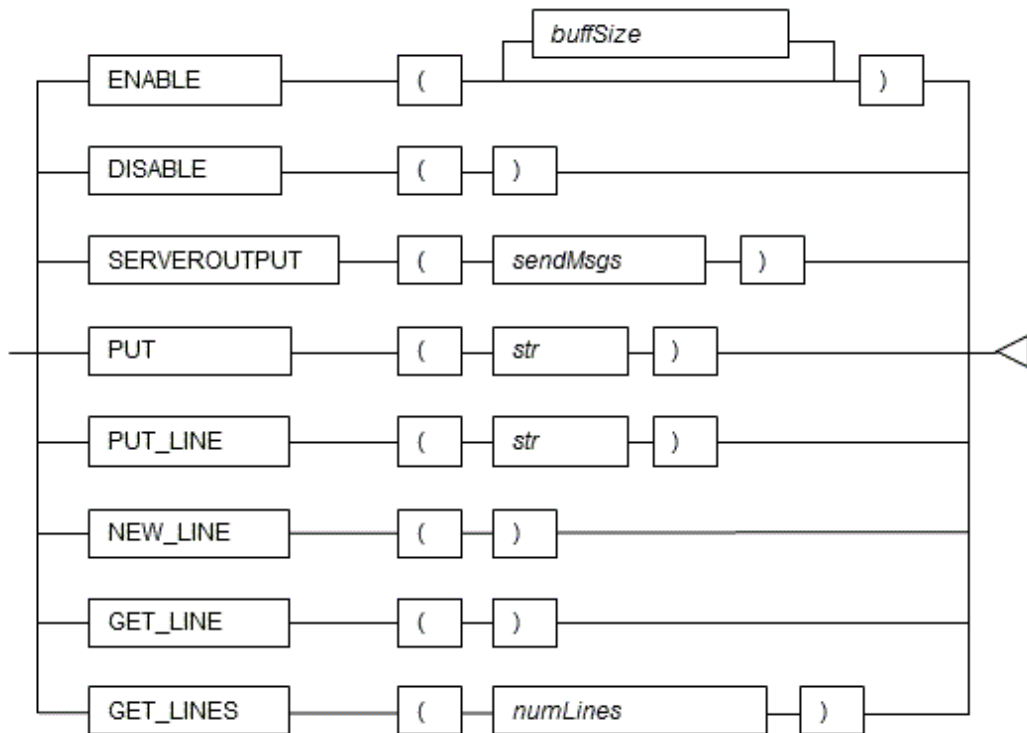 buffSize
ENABLE ( )
DISABLE ( )
SERVEROUTPUT ( sendMsgs )
PUT ( str )
PUT_LINE ( str )
NEW_LINE ( )
GET_LINE ( )
GET_LINES ( numLines )